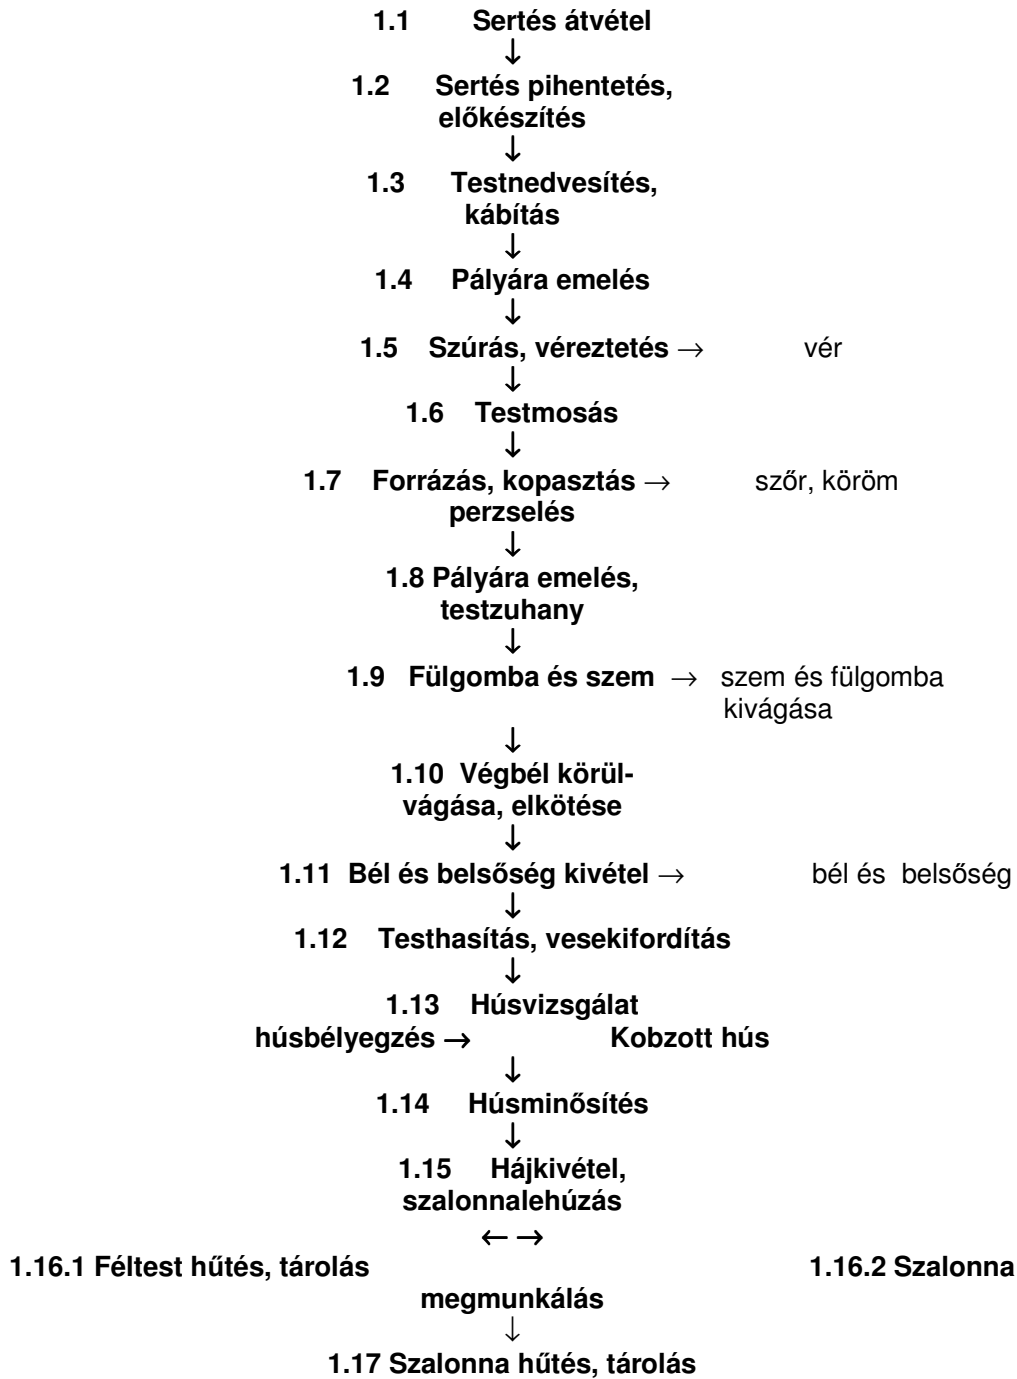 1.1 Sertés átvétel
↓
1.2 Sertés pihentetés,
előkészítés
↓
1.3 Testnedvesítés,
kábítás
↓
1.4 Pályára emelés
↓
1.5 Szúrás, véreztetés → vér
↓
1.6 Testmosás
↓
1.7 Forrázás, kopasztás → szőr, köröm
perzselés
↓
1.8 Pályára emelés,
testzuhany
↓
1.9 Fülgomba és szem → szem és fülgomba
kivágása
↓
1.10 Végbél körül-
vágása, elkötése
↓
1.11 Bél és belsőség kivétel → bél és belsőség
↓
1.12 Testhasítás, vesekifordítás
↓
1.13 Húsvizsgálat
húsbélyegzés → Kobzott hús
↓
1.14 Húsminősítés
↓
1.15 Hájkivétel,
szalonnalehúzás
← →
1.16.1 Féltest hűtés, tárolás 1.16.2 Szalonna
megmunkálás
↓
1.17 Szalonna hűtés, tárolás